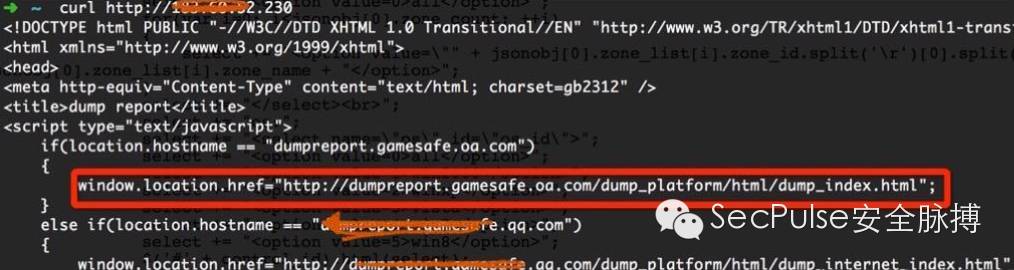 ➜ ~ curl http://1 2.230
<!DOCTYPE html PUBLIC "-//W3C//DTD XHTML 1.0 Transitional//EN" "http://www.w3.org/TR/xhtml1/DTD/xhtml1-trans
<html xmlns="http://www.w3.org/1999/xhtml">
<head>
<meta http-equiv="Content-Type" content="text/html; charset=gb2312" />
<title>dump report</title>
<script type="text/javascript">
if(location.hostname == "dumpreport.gamesafe.oa.com")
{
window.location.href="http://dumpreport.gamesafe.oa.com/dump_platform/html/dump_index.html";
}
else if(location.hostname == "dumpreport.gamesafe.qq.com")
{
window.location.href="http:// .qq.com/dump_platform/html/dump_internet_index.html"
SecPulse安全脉搏